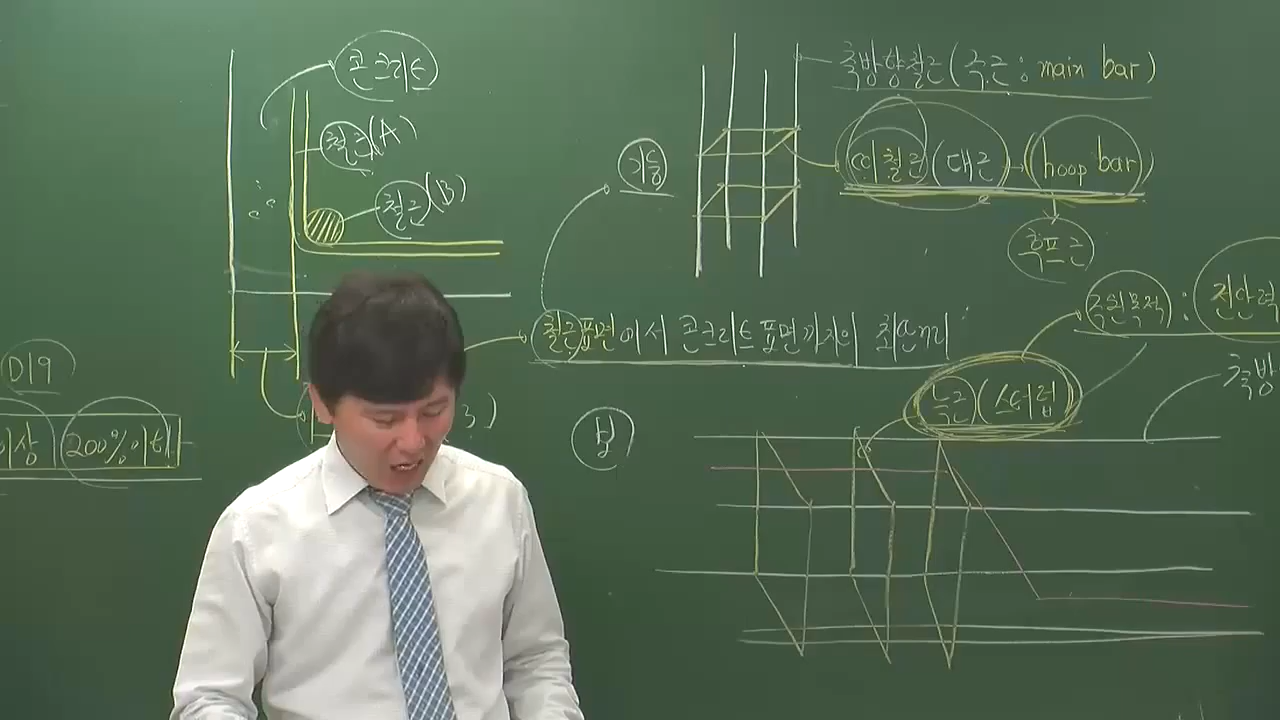 콘크리트
철근(A)
철근(B)
D19
이상 200% 이내
기둥
축방향철근(주근: main bar)
띠철근(대근→hoop bar)
후프근
철근표면에서 콘크리트표면까지의 최단거리
보
늑근(스터럽)
주된목적: 전단력
축방